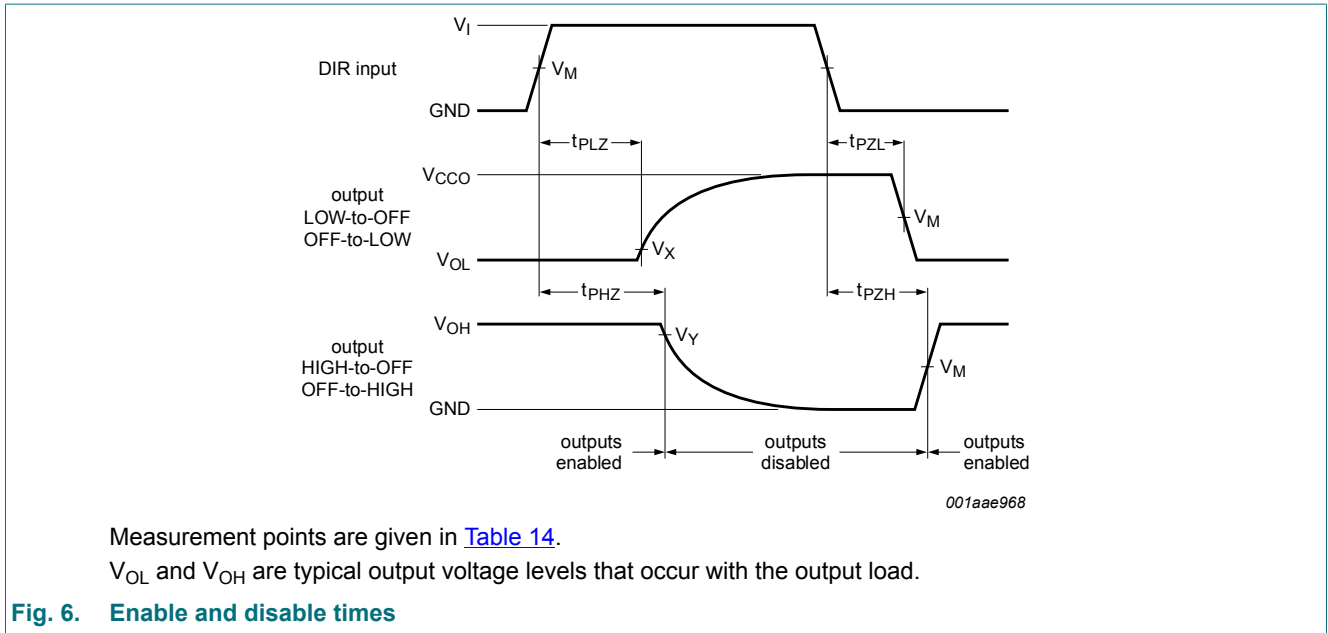 V_I
DIR input
V_M
GND
t_PLZ
t_PZL
V_CCO
output
LOW-to-OFF
OFF-to-LOW
V_M
V_X
V_OL
t_PHZ
t_PZH
V_OH
V_Y
output
HIGH-to-OFF
OFF-to-HIGH
V_M
GND
outputs
enabled
outputs
disabled
outputs
enabled
001aae968
Measurement points are given in Table 14.
V_OL and V_OH are typical output voltage levels that occur with the output load.
Fig. 6. Enable and disable times